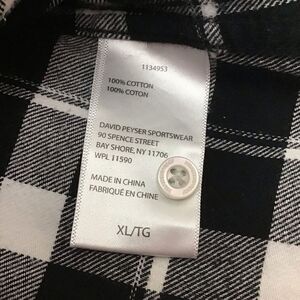 1134953
100% COTTON
100% COTON
DAVID PEYSER SPORTSWEAR
90 SPENCE STREET
BAY SHORE, NY 11706
WPL 11590
MADE IN CHINA
FABRIQUÉ EN CHINE
XL/TG